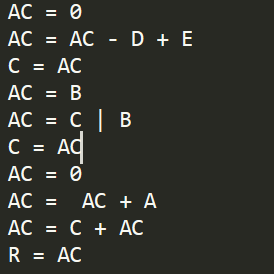 AC = 0
AC = AC - D + E
C = AC
AC = B
AC = C | B
C = AC
AC = 0
AC =  AC + A
AC = C + AC
R = AC